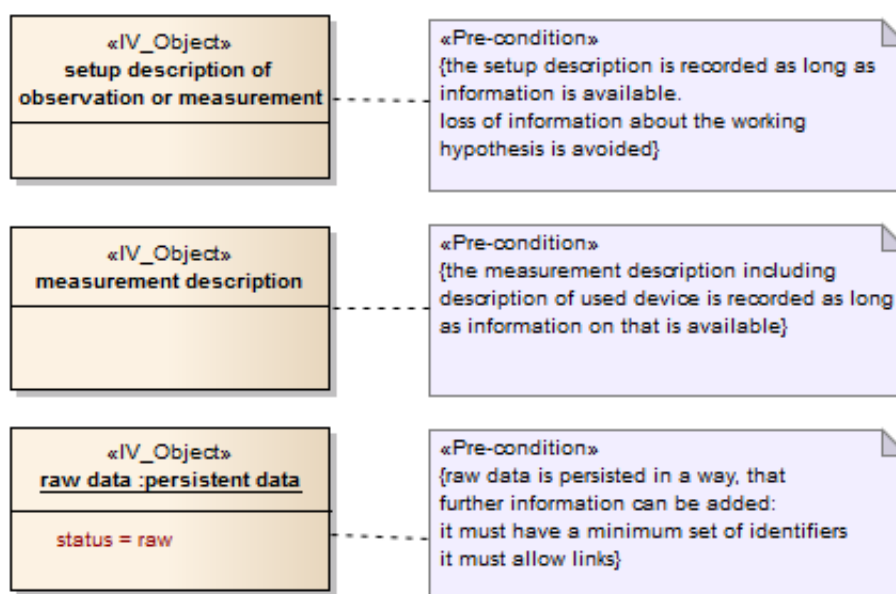 «IV_Object»
setup description of
observation or measurement
«Pre-condition»
{the setup description is recorded as long as
information is available.
loss of information about the working
hypothesis is avoided}
«IV_Object»
measurement description
«Pre-condition»
{the measurement description including
description of used device is recorded as long
as information on that is available}
«IV_Object»
raw data :persistent data
status = raw
«Pre-condition»
{raw data is persisted in a way, that
further information can be added:
it must have a minimum set of identifiers
it must allow links}